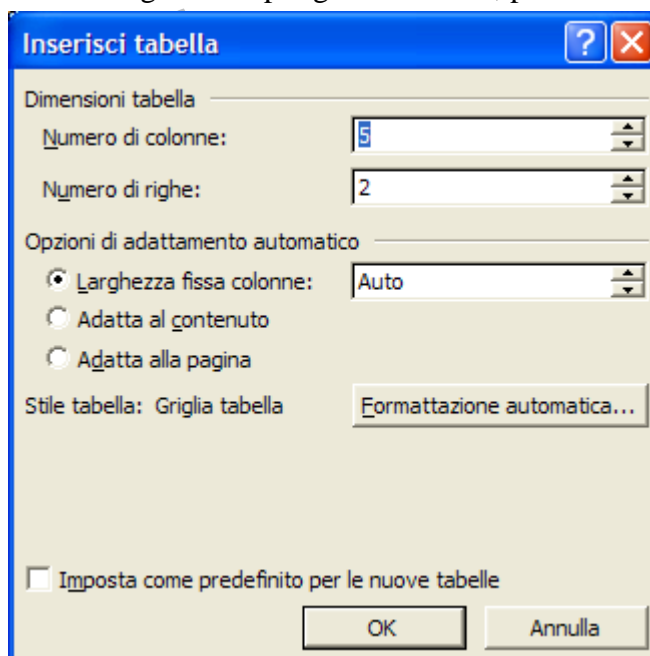 Inserisci tabella
Dimensioni tabella
Numero di colonne: 5
Numero di righe: 2
Opzioni di adattamento automatico
Larghezza fissa colonne: Auto
Adatta al contenuto
Adatta alla pagina
Stile tabella: Griglia tabella Formattazione automatica...
Imposta come predefinito per le nuove tabelle
OK Annulla